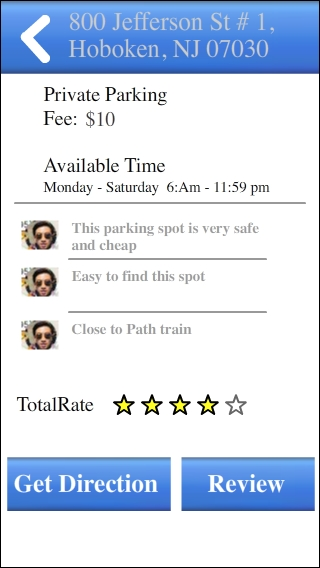 800 Jefferson St # 1,
Hoboken, NJ 07030
Private Parking
Fee: $10
Available Time
Monday - Saturday 6:Am - 11:59 pm
This parking spot is very safe
and cheap
Easy to find this spot
Close to Path train
TotalRate
Get Direction
Review